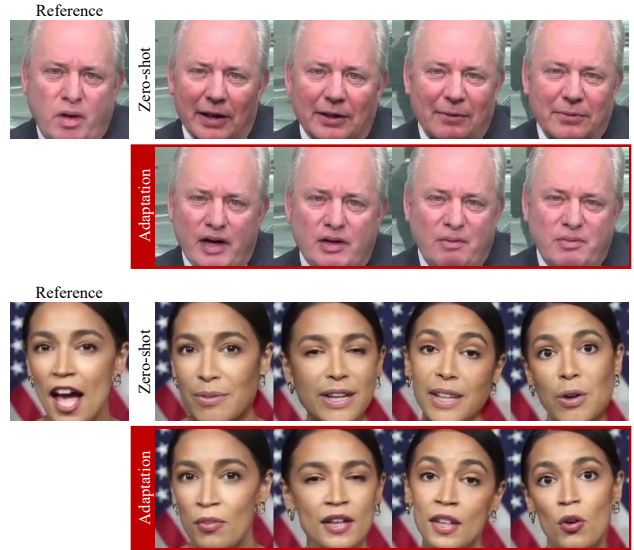 Reference
Zero-shot
Adaptation
Reference
Zero-shot
Adaptation